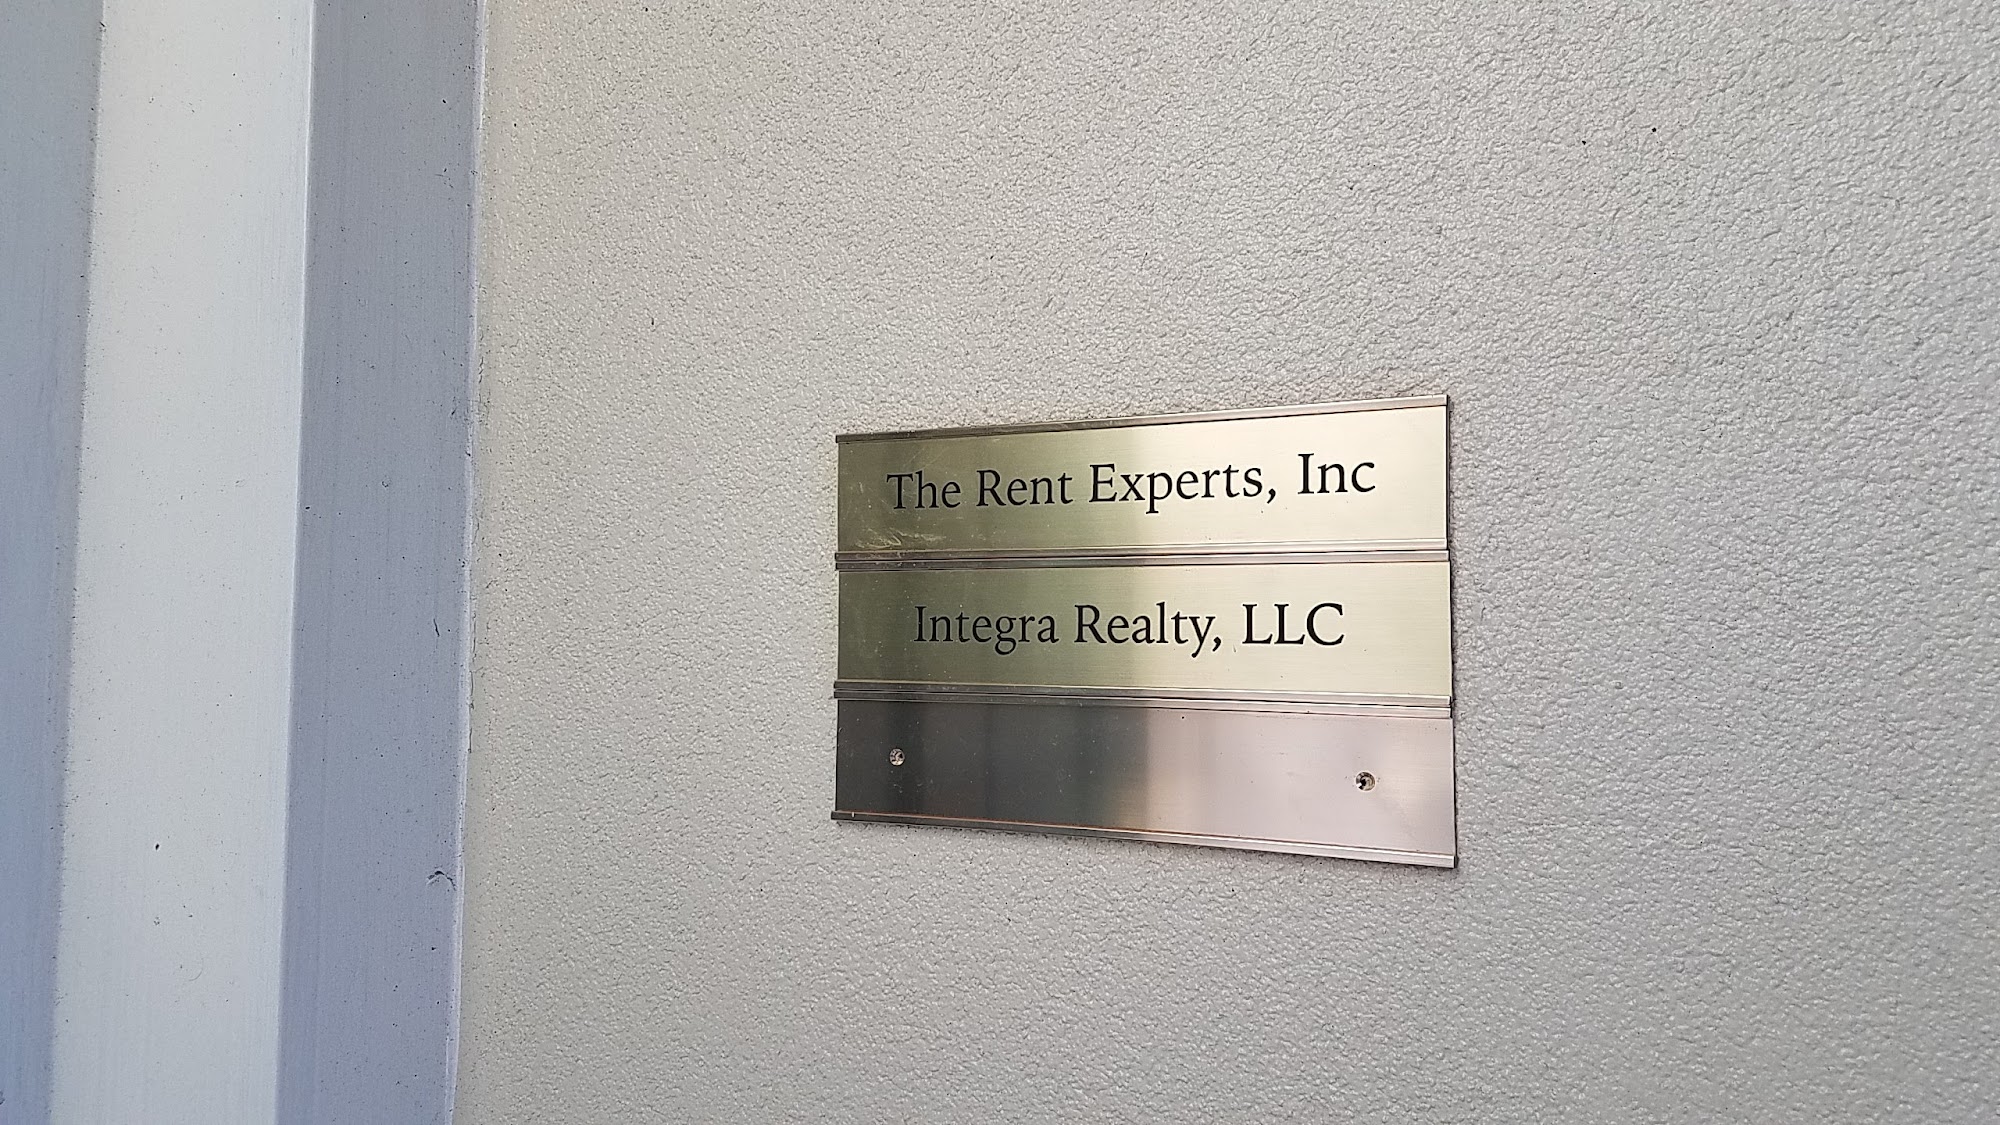 The Rent Experts, Inc
Integra Realty, LLC